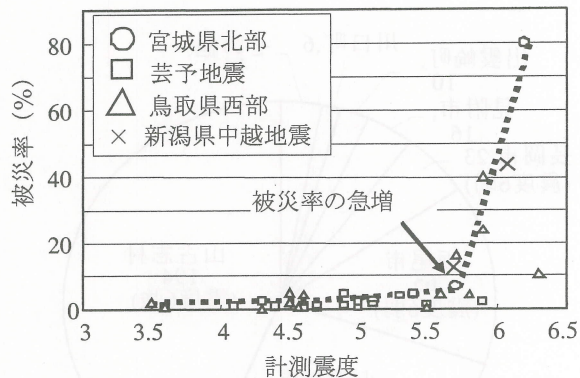 被災率 (%)
80
60
40
20
0
○ 宮城県北部
□ 芸予地震
△ 鳥取県西部
× 新潟県中越地震
被災率の急増
3 3.5 4 4.5 5 5.5 6 6.5
計測震度